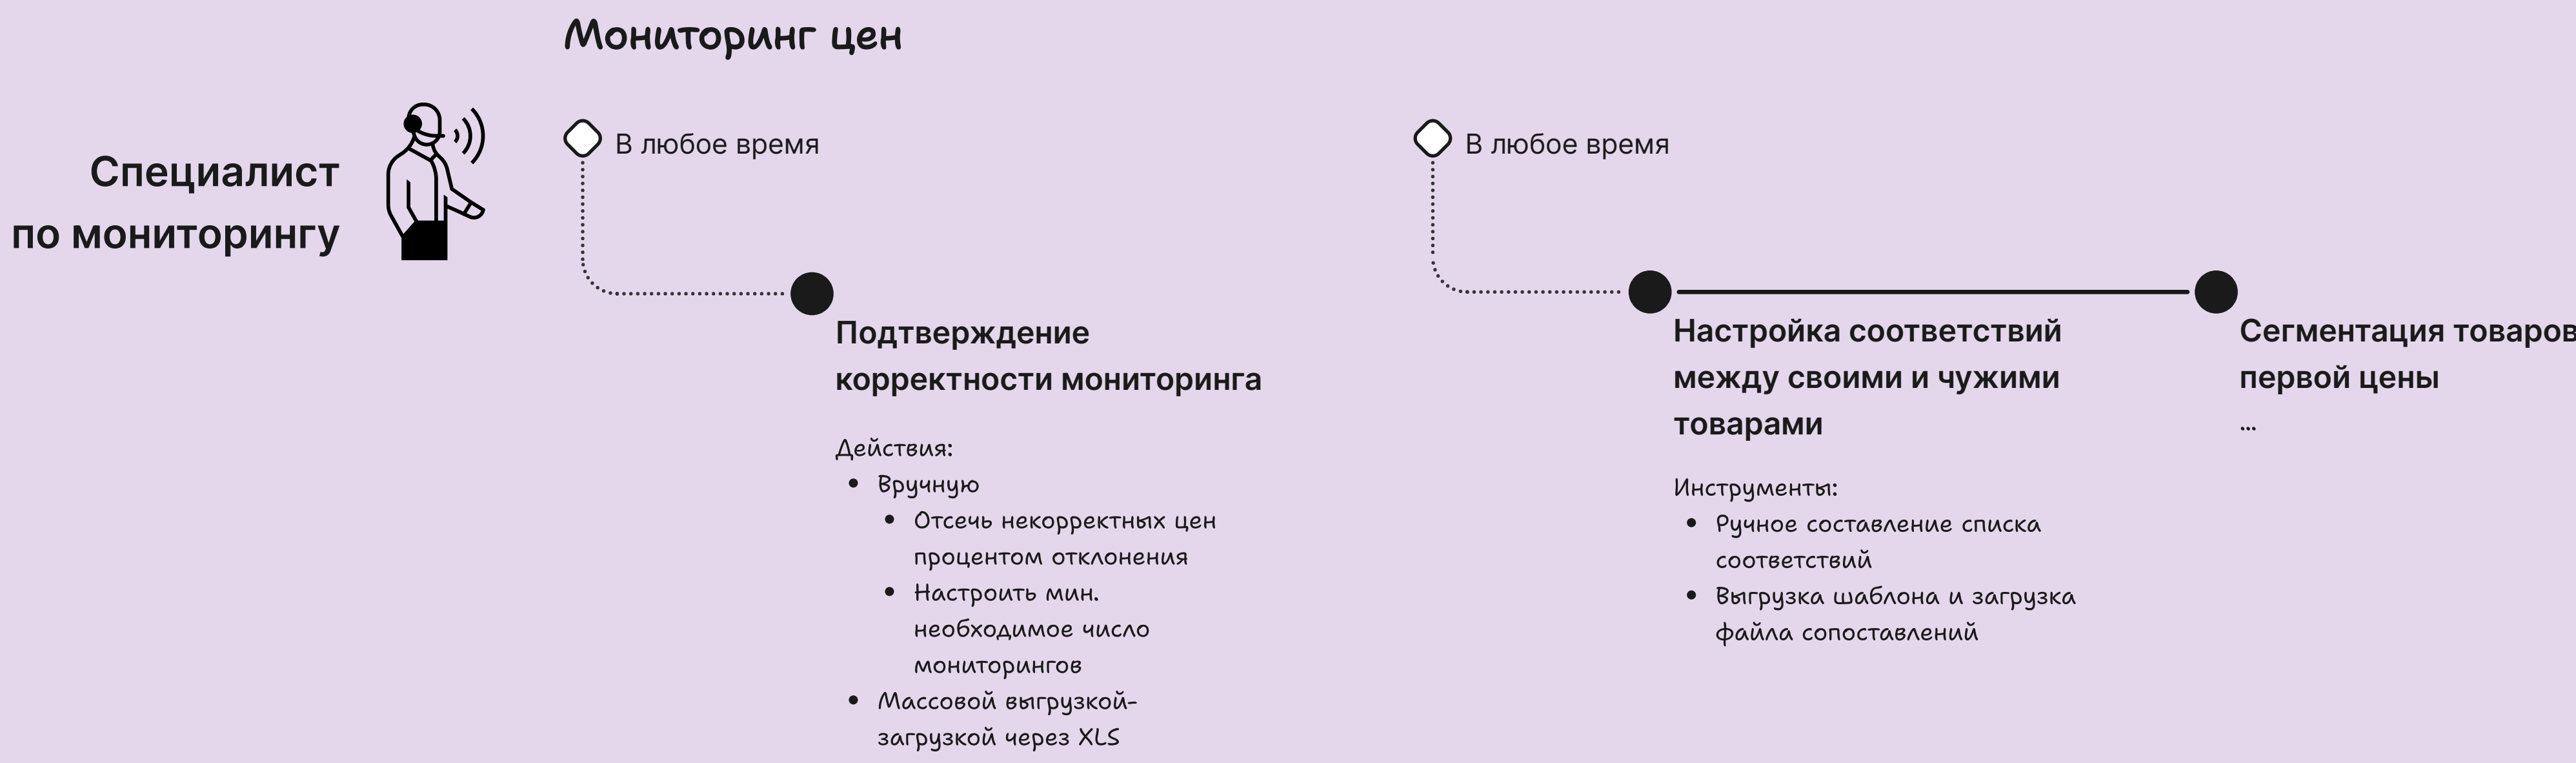 Мониторинг цен
Специалист
по мониторингу
В любое время
Подтверждение
корректности мониторинга
Действия:
Вручную
Отсечь некорректных цен
процентом отклонения
Настроить мин.
необходимое число
мониторингов
Массовой выгрузкой-
загрузкой через XLS
В любое время
Настройка соответствий
между своими и чужими
товарами
Инструменты:
Ручное составление списка
соответствий
Выгрузка шаблона и загрузка
файла сопоставлений
Сегментация товаров
первой цены
...